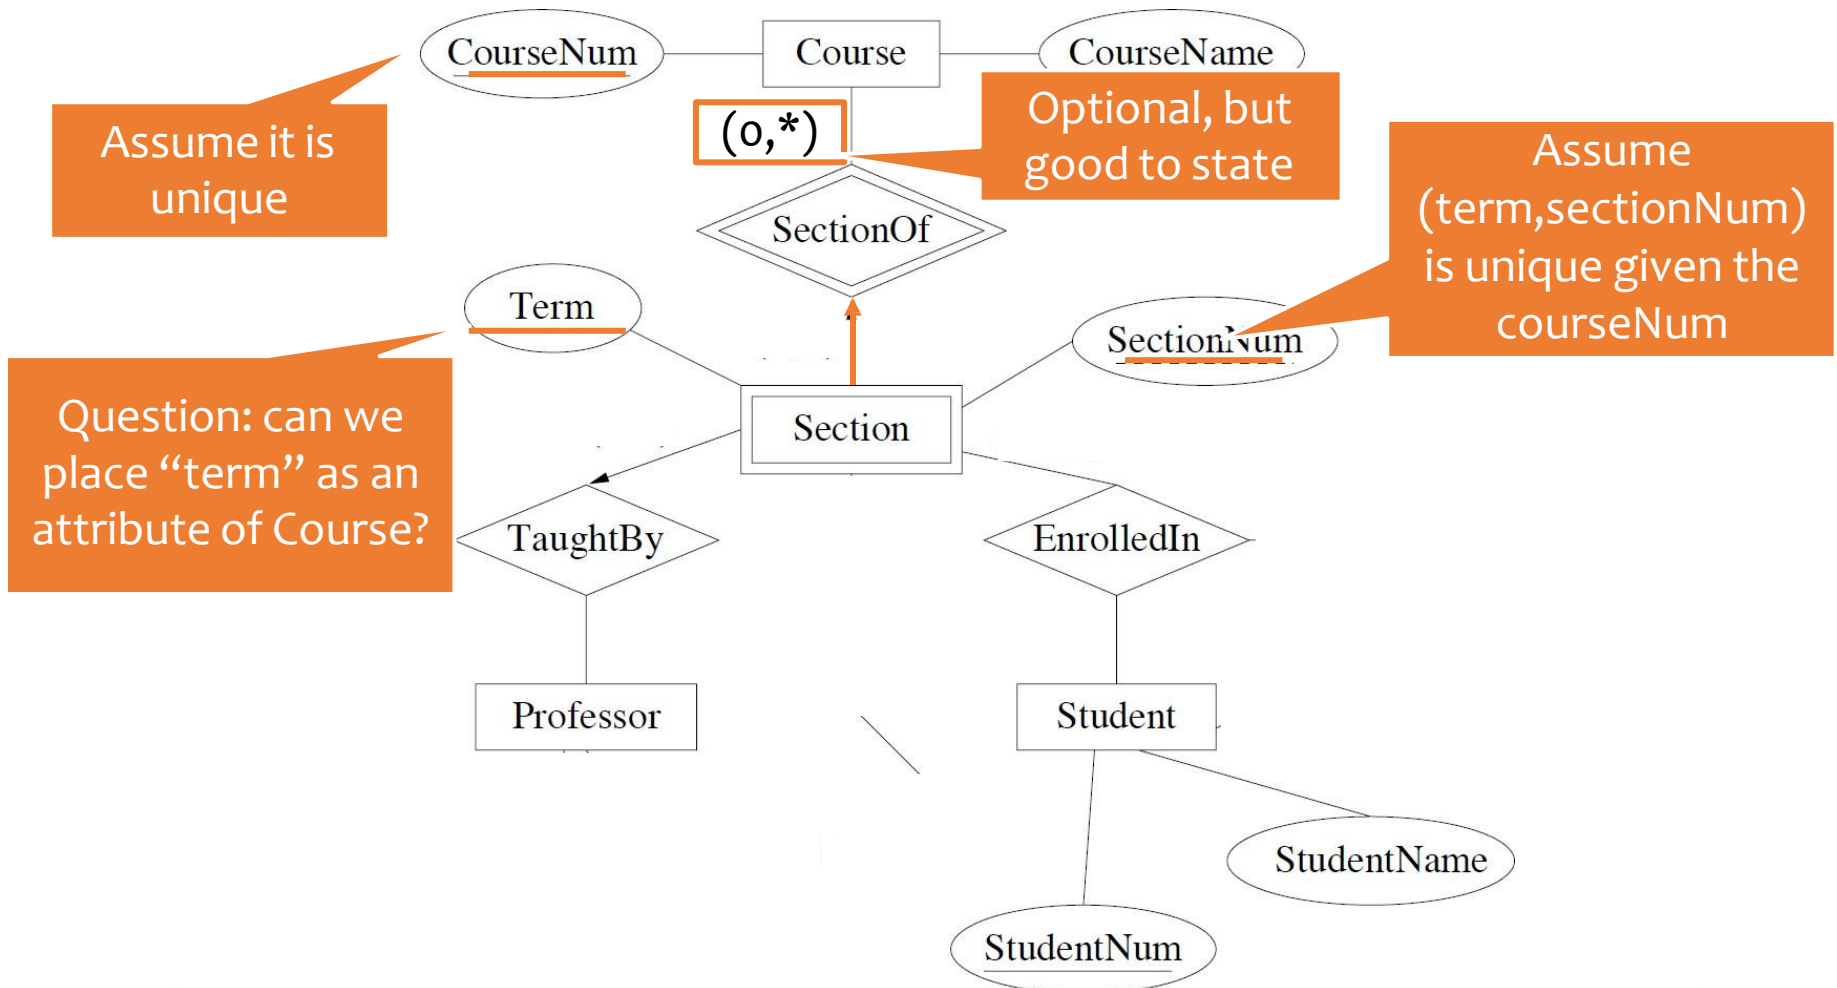 CourseNum
Course
CourseName
Assume it is
unique
(0,*)
Optional, but
good to state
Assume
(term,sectionNum)
is unique given the
courseNum
SectionOf
Term
SectionNum
Question: can we
place “term” as an
attribute of Course?
Section
TaughtBy
EnrolledIn
Professor
Student
StudentName
StudentNum